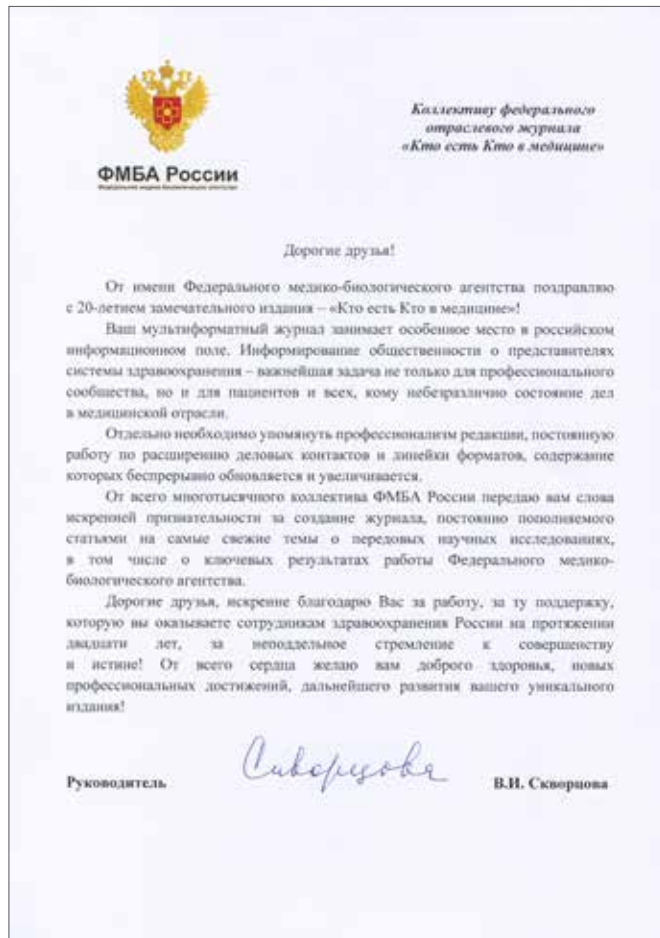 ФМБА России
Федеральное медико-биологическое агентство
Коллективу федерального
отраслевого журнала
«Кто есть Кто в медицине»
Дорогие друзья!
От имени Федерального медико-биологического агентства поздравляю
с 20-летием замечательного издания – «Кто есть Кто в медицине»!
Ваш мультиформатный журнал занимает особенное место в российском
информационном поле. Информирование общественности о представителях
системы здравоохранения – важнейшая задача не только для профессионального
сообщества, но и для пациентов и всех, кому небезразлично состояние дел
в медицинской отрасли.
Отдельно необходимо упомянуть профессионализм редакции, постоянную
работу по расширению деловых контактов и линейки форматов, содержание
которых беспрерывно обновляется и увеличивается.
От всего многотысячного коллектива ФМБА России передаю вам слова
искренней признательности за создание журнала, постоянно пополняемого
статьями на самые свежие темы о передовых научных исследованиях,
в том числе о ключевых результатах работы Федерального медико-
биологического агентства.
Дорогие друзья, искренне благодарю Вас за работу, за ту поддержку,
которую вы оказываете сотрудникам здравоохранения России на протяжении
двадцати лет, за неподдельное стремление к совершенству
и истине! От всего сердца желаю вам доброго здоровья, новых
профессиональных достижений, дальнейшего развития вашего уникального
издания!
Скворцова
Руководитель В.И. Скворцова